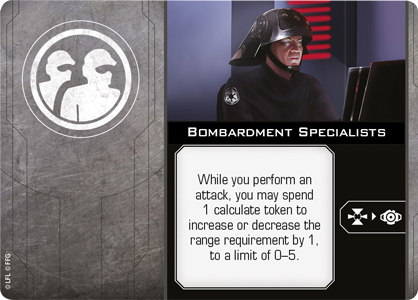 BOMBARDMENT SPECIALISTS
While you perform an
attack, you may spend
1 calculate token to
increase or decrease the
range requirement by 1,
to a limit of 0–5.
© LFL © FFG